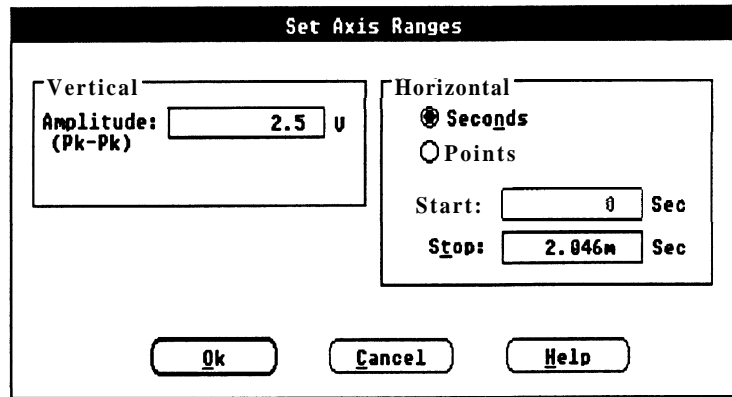 Set Axis Ranges
Vertical
Amplitude: 2.5 V
(Pk-Pk)
Horizontal
Seconds
Points
Start: 0 Sec
Stop: 2.046m Sec
Ok Cancel Help